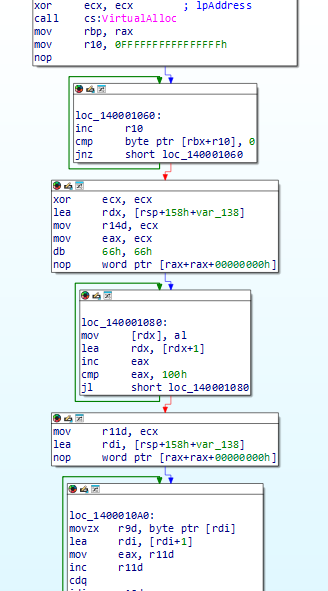 xor ecx, ecx ; lpAddress
call cs:VirtualAlloc
mov rbp, rax
mov r10, 0FFFFFFFFFFFFFFFFh
nop
loc_140001060:
inc r10
cmp byte ptr [rbx+r10], 0
jnz short loc_140001060
xor ecx, ecx
lea rdx, [rsp+158h+var_138]
mov r14d, ecx
mov eax, ecx
db 66h, 66h
nop word ptr [rax+rax+00000000h]
loc_140001080:
mov [rdx], al
lea rdx, [rdx+1]
inc eax
cmp eax, 100h
jl short loc_140001080
mov r11d, ecx
lea rdi, [rsp+158h+var_138]
nop word ptr [rax+rax+00000000h]
loc_1400010A0:
movzx r9d, byte ptr [rdi]
lea rdi, [rdi+1]
mov eax, r11d
inc r11d
cdq